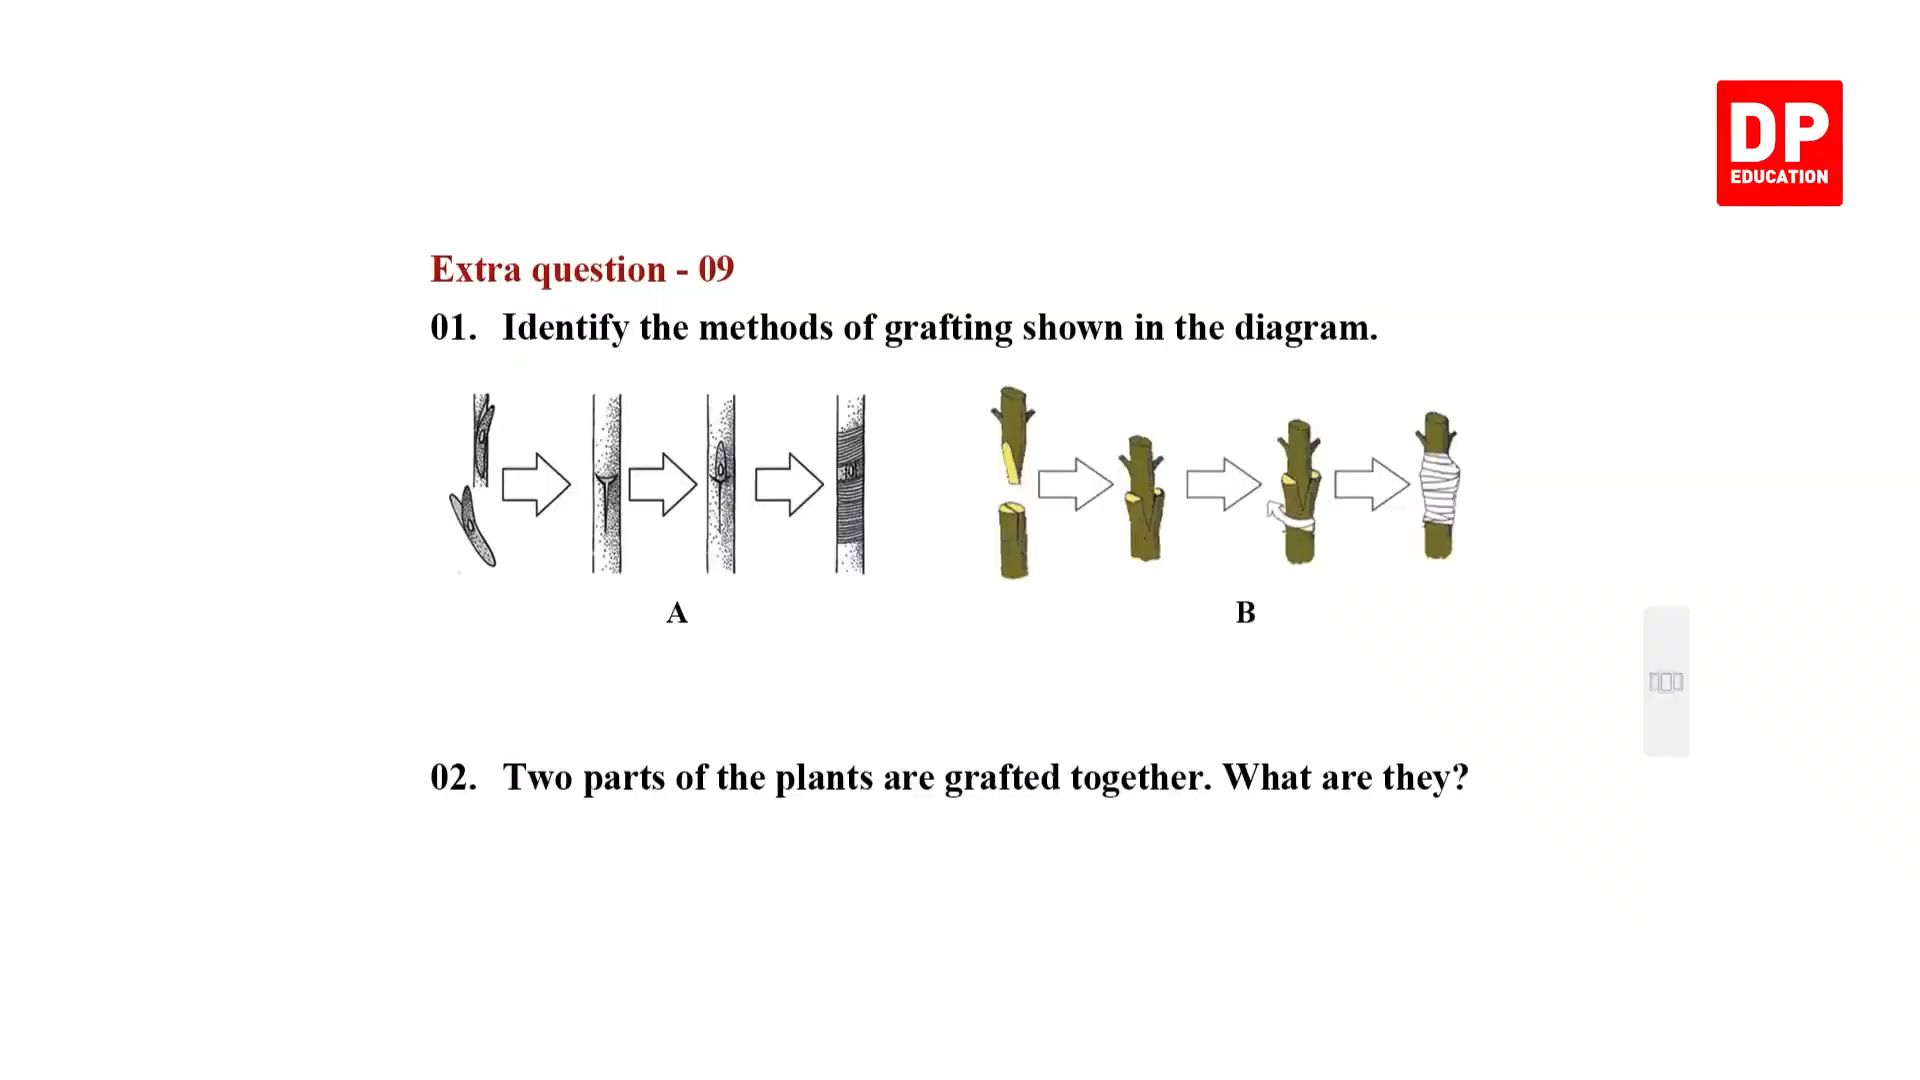 DP
EDUCATION
Extra question - 09
01. Identify the methods of grafting shown in the diagram.
A
B
02. Two parts of the plants are grafted together. What are they?